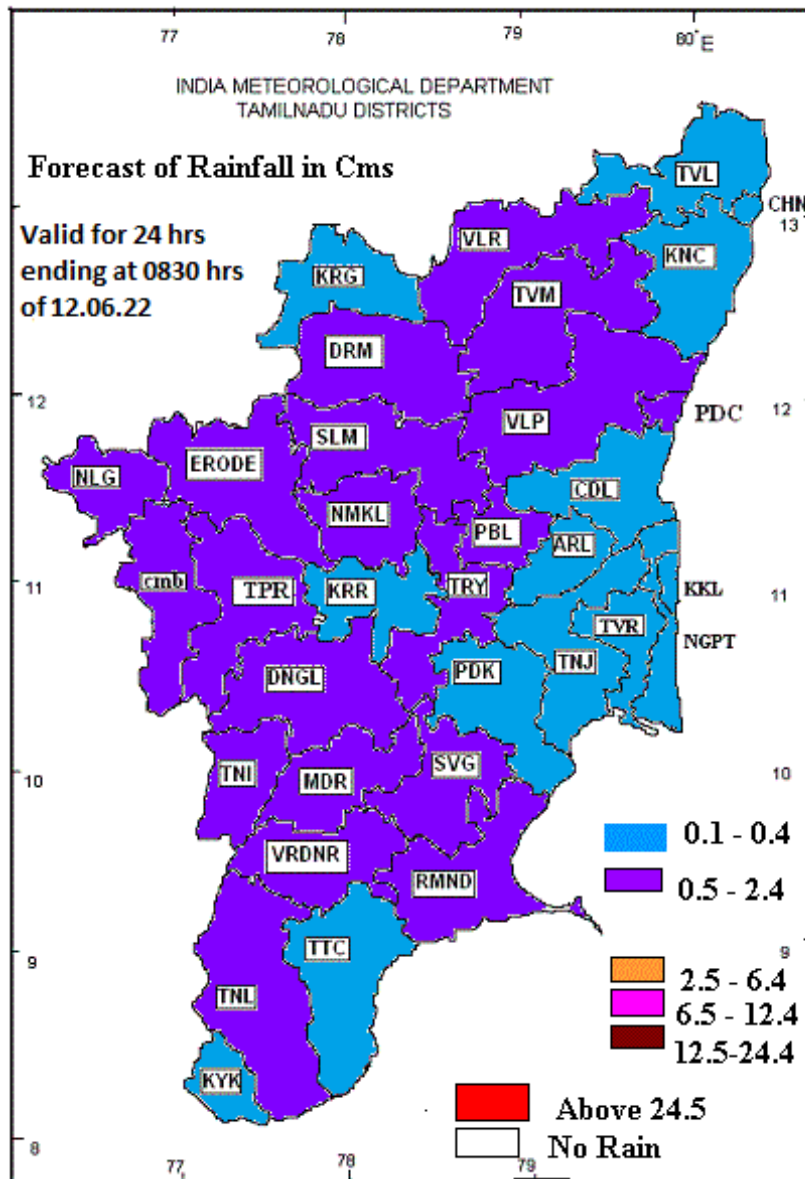 77 78 79 80° E
INDIA METEOROLOGICAL DEPARTMENT
TAMILNADU DISTRICTS
Forecast of Rainfall in Cms
TVL
CHN
13
Valid for 24 hrs
ending at 0830 hrs
of 12.06.22
VLR
KNC
KRG
TVM
DRM
12 12
PDC
SLM
VLP
ERODE
NLG
CDL
NMKL
PBL
ARL
11 11
cmb
TPR
KRR
TRY
KKL
TVR
NGPT
DNGL
PDK
TNJ
10 10
TNI
MDR
SVG
0.1 - 0.4
VRDNR
RMND
0.5 - 2.4
9 9
TTC
2.5 - 6.4
TNL
6.5 - 12.4
12.5-24.4
KYK
Above 24.5
8
No Rain
77 78 79